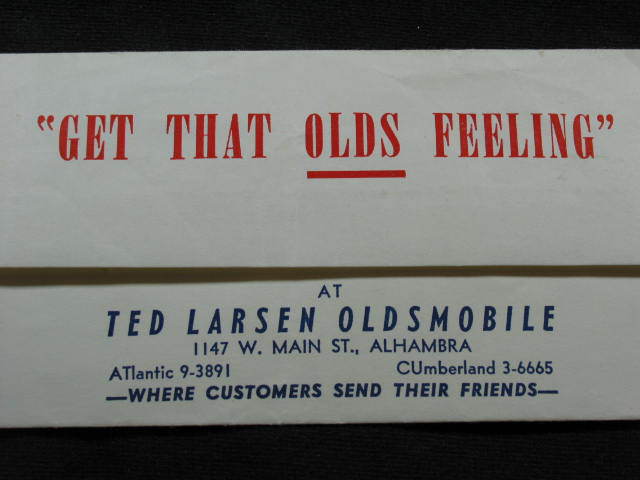 “GET THAT OLDS FEELING”
AT
TED LARSEN OLDSMOBILE
1147 W. MAIN ST., ALHAMBRA
ATlantic 9-3891 CUmberland 3-6665
—WHERE CUSTOMERS SEND THEIR FRIENDS—